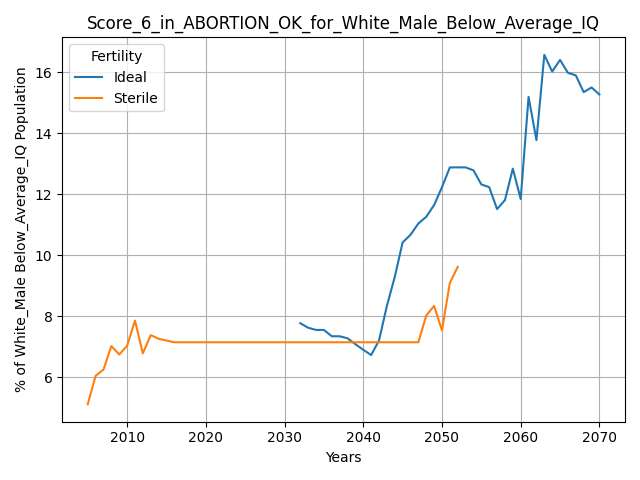 Score_6_in_ABORTION_OK_for_White_Male_Below_Average_IQ
Fertility
Ideal
Sterile
% of White_Male Below_Average_IQ Population
16
14
12
10
8
6
2010 2020 2030 2040 2050 2060 2070
Years